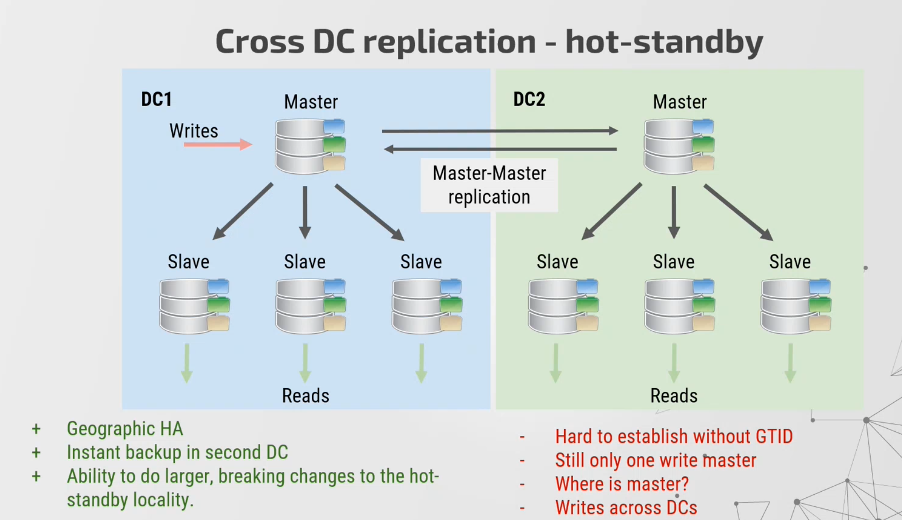 Cross DC replication - hot-standby
DC1
Master
Writes
DC2
Master
Master-Master
replication
Slave
Slave
Slave
Slave
Slave
Slave
Reads
Reads
+ Geographic HA
+ Instant backup in second DC
+ Ability to do larger, breaking changes to the hot-
standby locality.
- Hard to establish without GTID
- Still only one write master
- Where is master?
- Writes across DCs